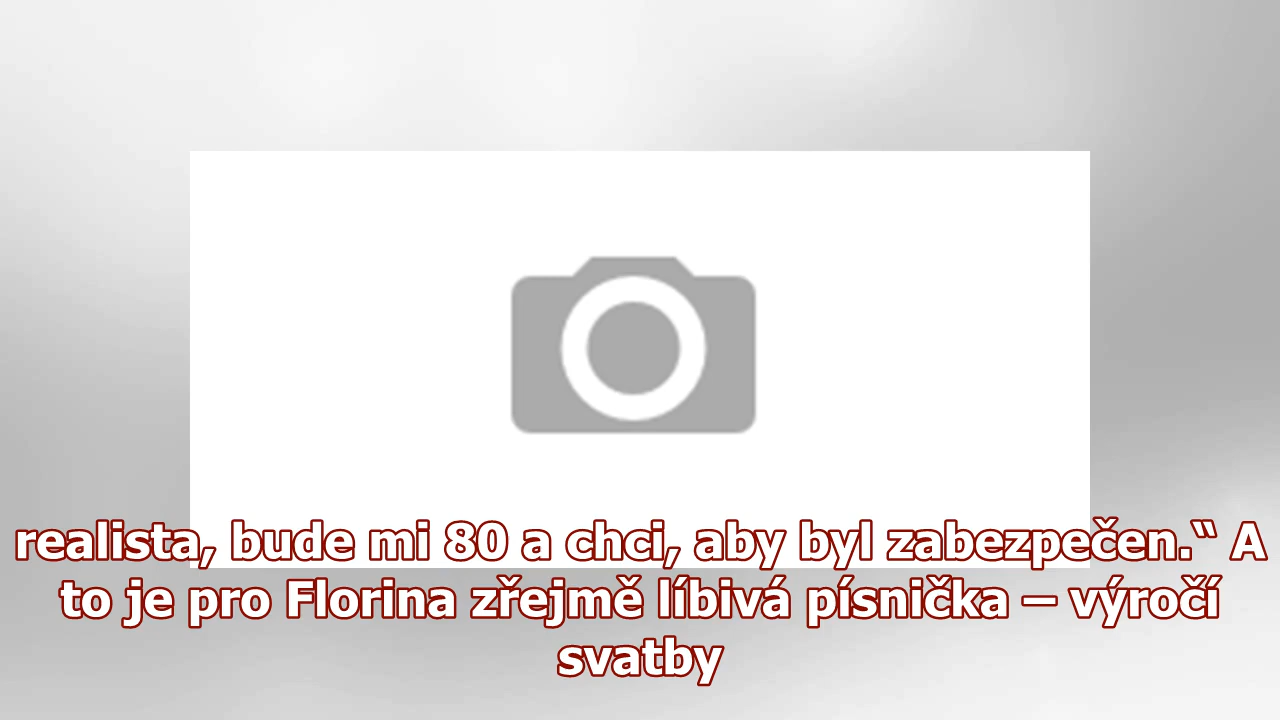 realista, bude mi 80 a chci, aby byl zabezpečen.“ A
to je pro Florina zřejmě líbivá písnička – výročí
svatby